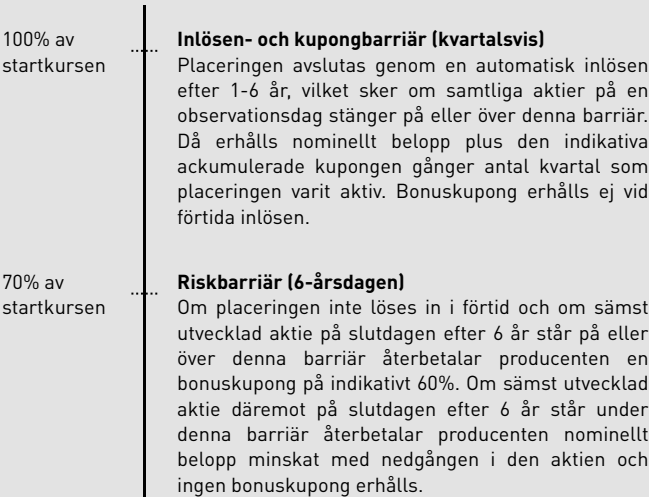 100% av
startkursen
Inlösen- och kupongbarriär (kvartalsvis)
Placeringen avslutas genom en automatisk inlösen
efter 1-6 år, vilket sker om samtliga aktier på en
observationsdag stänger på eller över denna barriär.
Då erhålls nominellt belopp plus den indikativa
ackumulerade kupongen gånger antal kvartal som
placeringen varit aktiv. Bonuskupong erhålls ej vid
förtida inlösen.
70% av
startkursen
Riskbarriär (6-årsdagen)
Om placeringen inte löses in i förtid och om sämst
utvecklad aktie på slutdagen efter 6 år står på eller
över denna barriär återbetalar producenten en
bonuskupong på indikativt 60%. Om sämst utvecklad
aktie däremot på slutdagen efter 6 år står under
denna barriär återbetalar producenten nominellt
belopp minskat med nedgången i den aktien och
ingen bonuskupong erhålls.